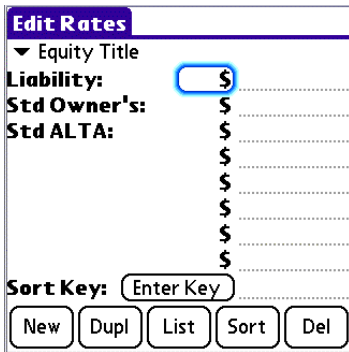 Edit Rates
Equity Title
Liability: $
Std Owner's: $
Std ALTA: $
$
$
$
$
$
Sort Key: Enter Key
New Dupl List Sort Del